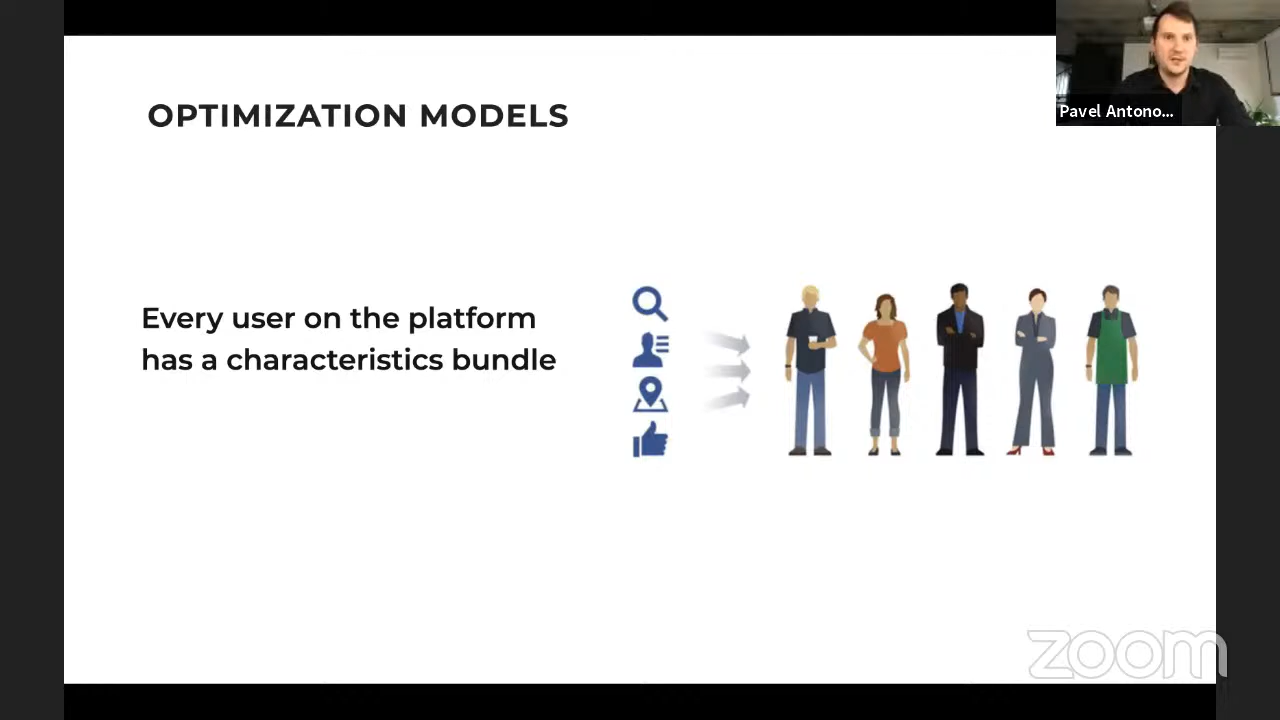 OPTIMIZATION MODELS
Pavel Antono...
Every user on the platform
has a characteristics bundle
zoom